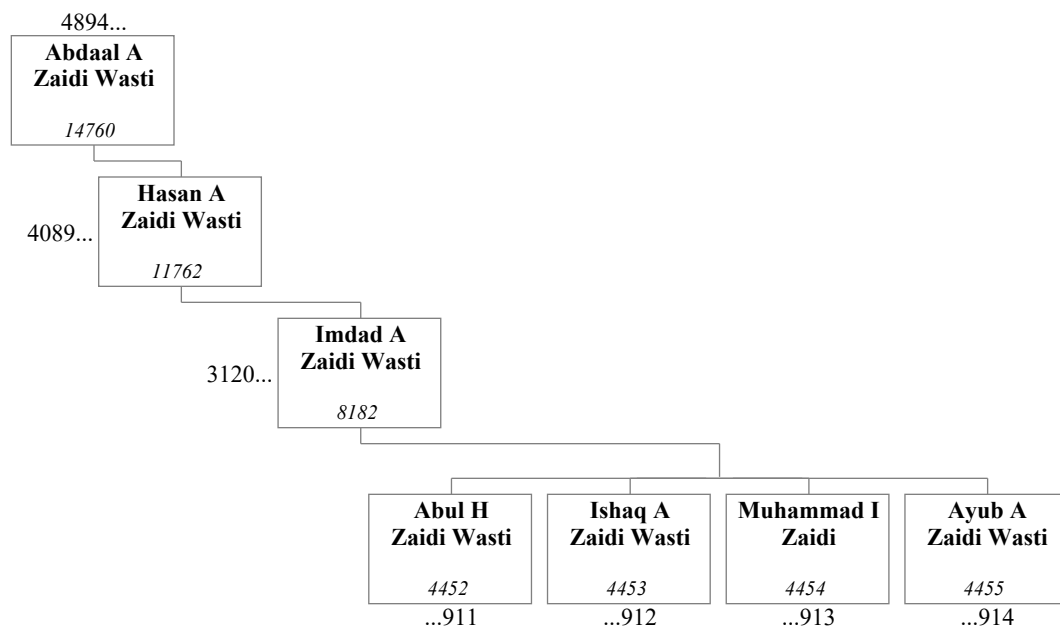 4894...
Abdaal A
Zaidi Wasti
14760
Hasan A
Zaidi Wasti
4089...
11762
Imdad A
Zaidi Wasti
3120...
8182
Abul H
Zaidi Wasti
4452
...911
Ishaq A
Zaidi Wasti
4453
...912
Muhammad I
Zaidi
4454
...913
Ayub A
Zaidi Wasti
4455
...914